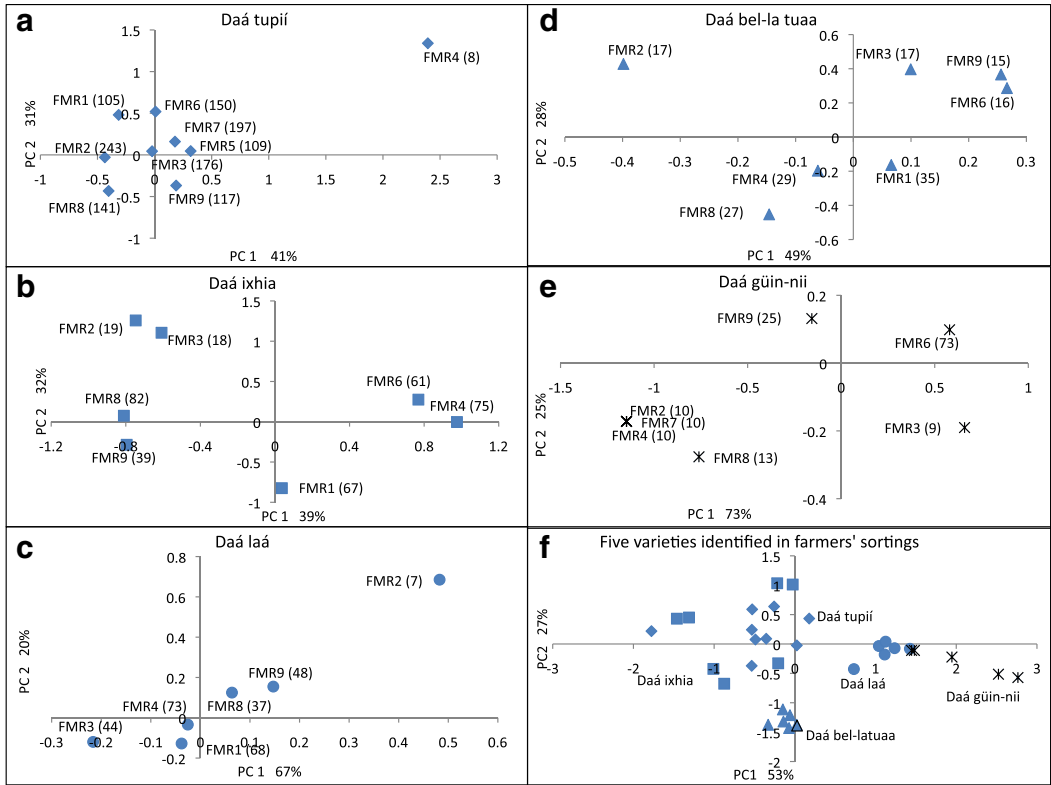 a
Daá tupií
1.5
1
0.5
0
-0.5
-1
-1
-0.5
0
0.5
1
1.5
2
2.5
3
PC 2 31%
PC 1 41%
FMR4 (8)
FMR1 (105)
FMR6 (150)
FMR7 (197)
FMR5 (109)
FMR2 (243)
FMR3 (176)
FMR8 (141)
FMR9 (117)
b
Daá ixhia
1.5
1
0.5
0
-0.5
-1
-1.2
-0.8
-0.4
0
0.4
0.8
1.2
PC 2 32%
PC 1 39%
FMR2 (19)
FMR3 (18)
FMR6 (61)
FMR8 (82)
FMR4 (75)
FMR9 (39)
FMR1 (67)
c
Daá laá
0.8
0.6
0.4
0.2
0
-0.2
-0.3
-0.2
-0.1
0
0.1
0.2
0.3
0.4
0.5
0.6
PC 2 20%
PC 1 67%
FMR2 (7)
FMR9 (48)
FMR4 (73)
FMR8 (37)
FMR3 (44)
FMR1 (68)
d
Daá bel-la tuaa
0.6
0.4
0.2
0
-0.2
-0.4
-0.6
-0.5
-0.4
-0.3
-0.2
-0.1
0
0.1
0.2
0.3
PC 2 28%
PC 1 49%
FMR2 (17)
FMR3 (17)
FMR9 (15)
FMR6 (16)
FMR4 (29)
FMR1 (35)
FMR8 (27)
e
Daá güin-nii
0.2
0
-0.2
-0.4
-1.5
-1
-0.5
0
0.5
1
PC 2 25%
PC 1 73%
FMR9 (25)
FMR6 (73)
FMR2 (10)
FMR7 (10)
FMR4 (10)
FMR3 (9)
FMR8 (13)
f
Five varieties identified in farmers' sortings
1.5
1
0.5
0
-0.5
-1
-1.5
-2
-3
-2
-1
0
1
2
3
PC2 27%
PC1 53%
Daá tupií
Daá ixhia
Daá laá
Daá güin-nii
Daá bel-latuaa